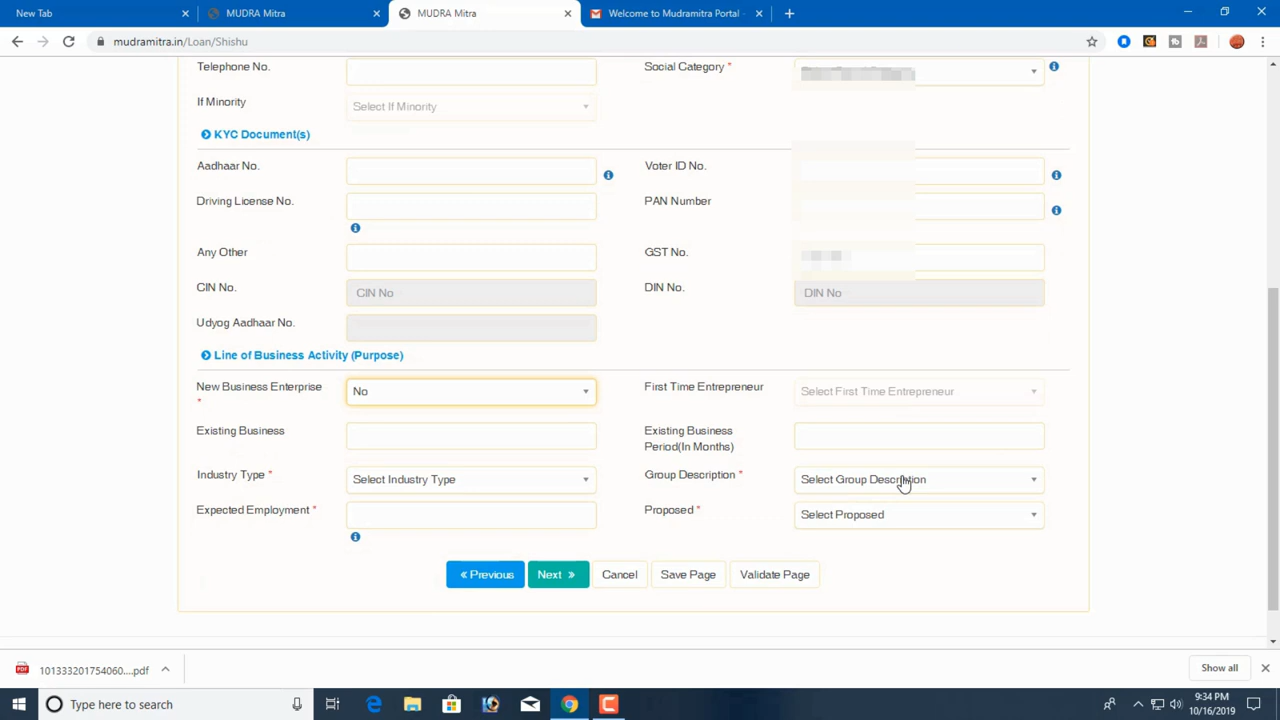 New Tab
MUDRA Mitra
MUDRA Mitra
Welcome to Mudramitra Portal -
mudramitra.in/Loan/Shishu
Telephone No.
Social Category *
If Minority
Select If Minority
KYC Document(s)
Aadhaar No.
Voter ID No.
Driving License No.
PAN Number
Any Other
GST No.
CIN No.
CIN No
DIN No.
DIN No
Udyog Aadhaar No.
Line of Business Activity (Purpose)
New Business Enterprise *
No
First Time Entrepreneur
Select First Time Entrepreneur
Existing Business
Existing Business
Period(In Months)
Industry Type *
Select Industry Type
Group Description *
Select Group Description
Expected Employment *
Proposed *
Select Proposed
« Previous
Next »
Cancel
Save Page
Validate Page
101333201754060....pdf
Show all
Type here to search
9:34 PM
10/16/2019